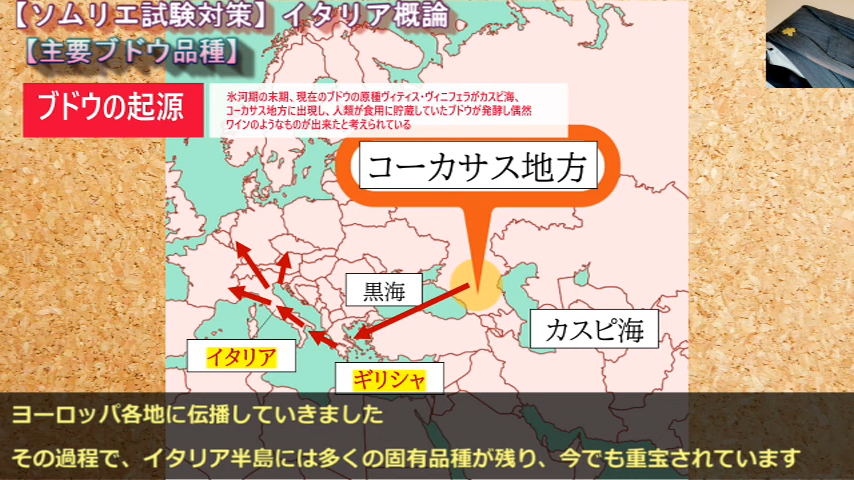 【ソムリエ試験対策】イタリア概論
【主要ブドウ品種】
ブドウの起源
氷河期の末期、現在のブドウの原種ヴィティス・ヴィニフェラがカスピ海、
コーカサス地方に出現し、人類が食用に貯蔵していたブドウが発酵し偶然
ワインのようなものが出来たと考えられている
コーカサス地方
黒海
カスピ海
イタリア
ギリシャ
ヨーロッパ各地に伝播していきました
その過程で、イタリア半島には多くの固有品種が残り、今でも重宝されています